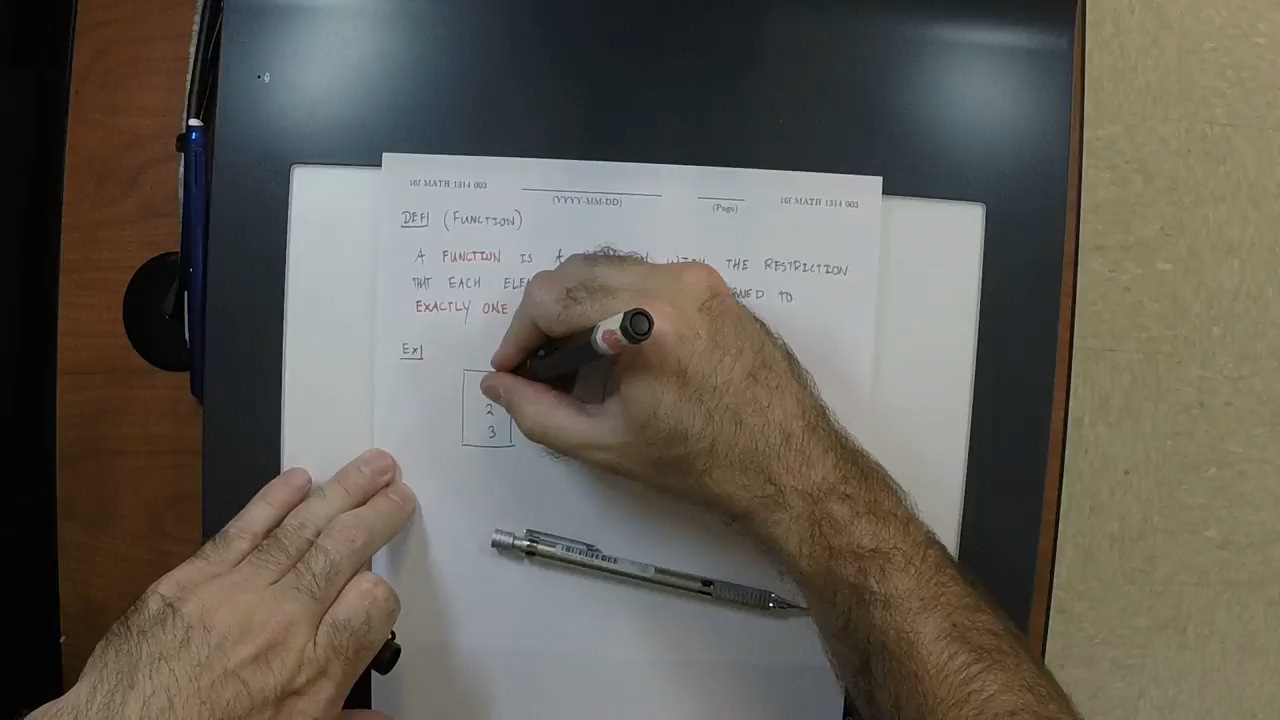 16f MATH 1314 003
(YYYY-MM-DD)
(Page)
16f MATH 1314 003
DEF (FUNCTION)
A FUNCTION IS A THE RESTRICTION
THAT EACH TO
EXACTLY ONE
Ex
2
3